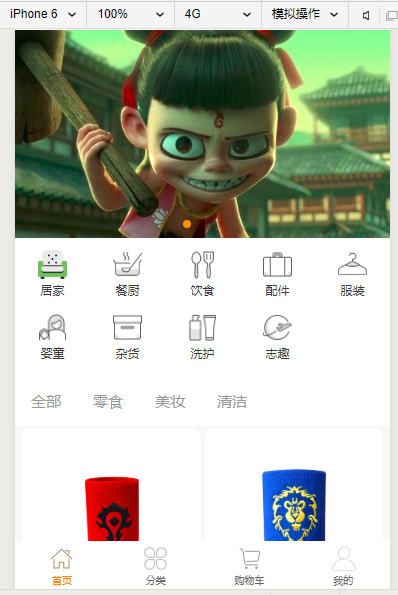 iPhone 6 100% 4G 模拟操作
居家 餐厨 饮食 配件 服装
婴童 杂货 洗护 志趣
全部 零食 美妆 清洁
首页 分类 购物车 我的